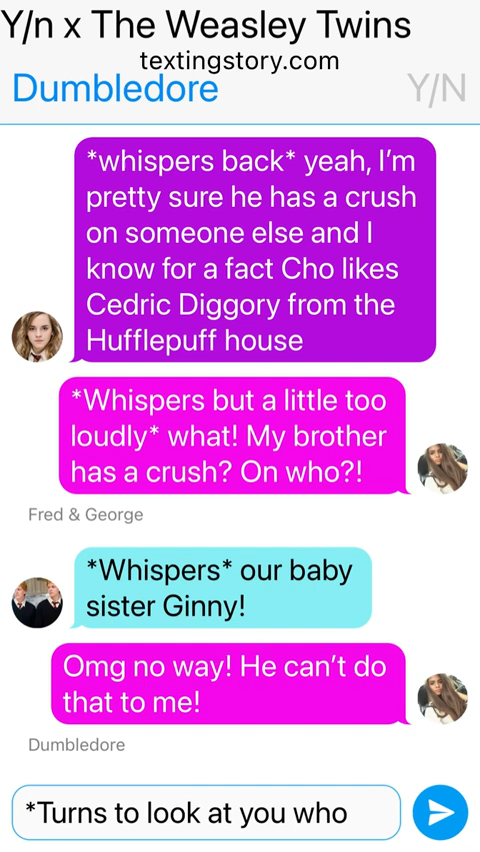 Y/n x The Weasley Twins
textingstory.com
Dumbledore
Y/N
*whispers back* yeah, I’m
pretty sure he has a crush
on someone else and I
know for a fact Cho likes
Cedric Diggory from the
Hufflepuff house
*Whispers but a little too
loudly* what! My brother
has a crush? On who?!
Fred & George
*Whispers* our baby
sister Ginny!
Omg no way! He can’t do
that to me!
Dumbledore
*Turns to look at you who